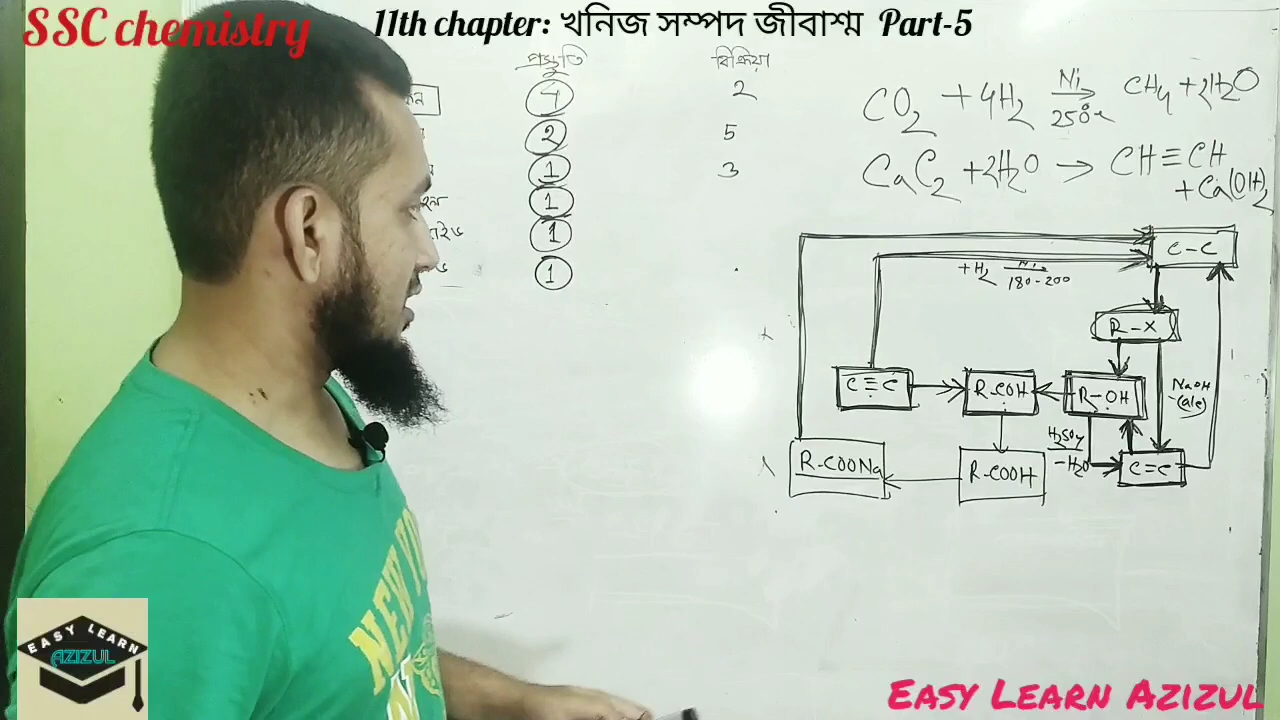 SSC chemistry
11th chapter: খনিজ সম্পদ জীবাশ্ম Part-5
প্রস্তুতি বিক্রিয়া
4 2
2 5
1 3
1
1
1
CO₂ + 4H₂ Ni 250°c → CH₄ + 2H₂O
CaC₂ + 2H₂O → CH≡CH
+ Ca(OH)₂
C-C
+H₂ Ni 180-200
R-X
C≡C
R-COH
R-OH
NaOH
(alc)
H₂SO₄
-H₂O
C=C
R-COONa
R-COOH
NEW YO
EASY LEARN
AZIZUL
EASY LEARN AZIZUL